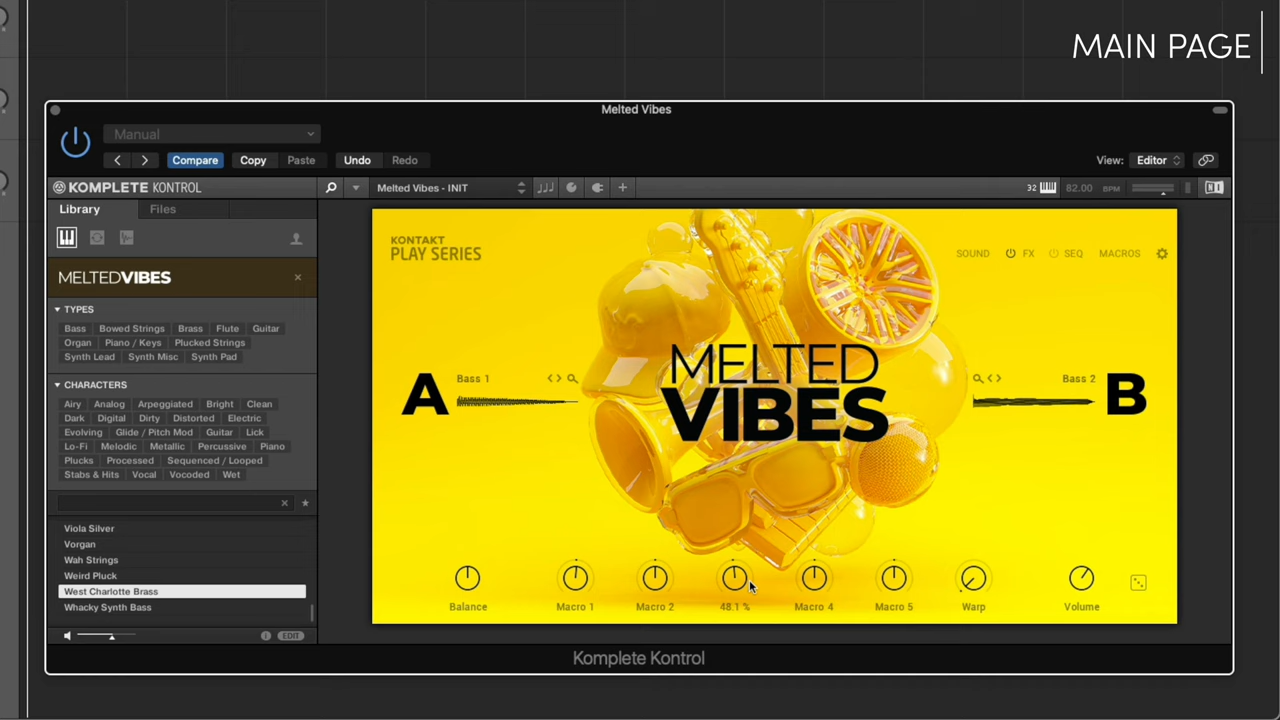 MAIN PAGE
Melted Vibes
Manual
Compare Copy Paste Undo Redo View: Editor
KOMPLETE KONTROL Melted Vibes - INIT 32 82.00 BPM
Library Files
MELTEDVIBES
TYPES
Bass Bowed Strings Brass Flute Guitar
Organ Piano / Keys Plucked Strings
Synth Lead Synth Misc Synth Pad
CHARACTERS
Airy Analog Arpeggiated Bright Clean
Dark Digital Dirty Distorted Electric
Evolving Glide / Pitch Mod Guitar Lick
Lo-Fi Melodic Metallic Percussive Piano
Plucks Processed Sequenced / Looped
Stabs & Hits Vocal Vocoded Wet
Viola Silver
Vorgan
Wah Strings
Weird Pluck
West Charlotte Brass
Whacky Synth Bass
EDIT
KONTAKT
PLAY SERIES
SOUND FX SEQ MACROS
MELTED
VIBES
A Bass 1
Bass 2 B
Balance Macro 1 Macro 2 48.1 % Macro 4 Macro 5 Warp Volume
Komplete Kontrol